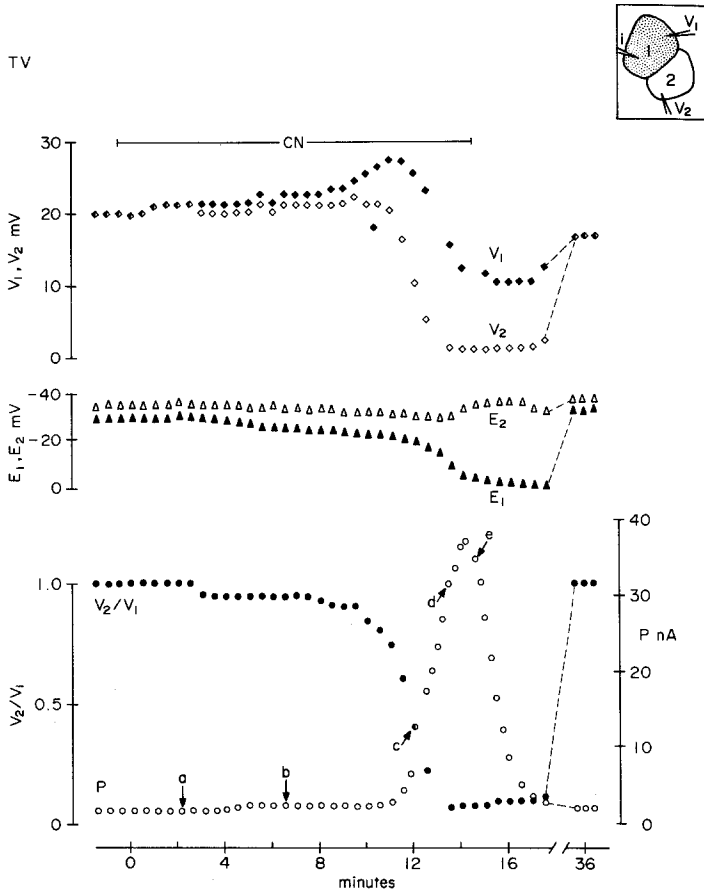 TV
i
V₁
1
2
V₂
CN
30
20
10
0
V₁, V₂ mV
V₁
V₂
-40
-20
0
E₁, E₂ mV
E₂
E₁
1.0
0.5
0
V₂/V₁
V₂/V₁
P
a
b
c
d
e
40
30
20
10
0
P nA
0
4
8
12
16
36
minutes